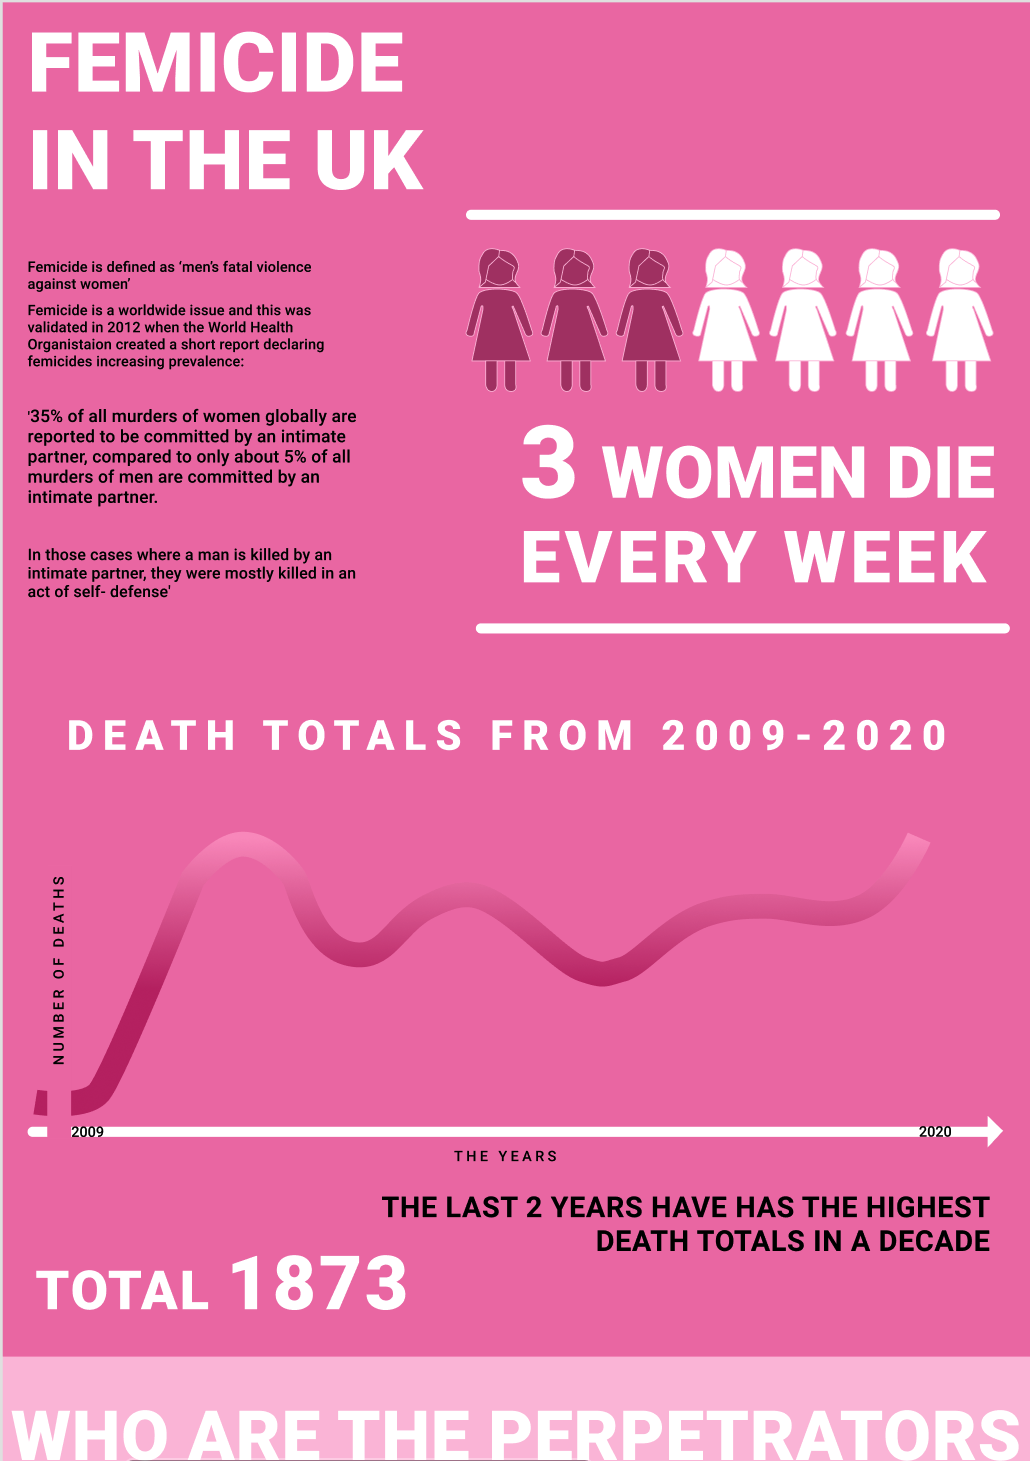 FEMICIDE
IN THE UK
Femicide is defined as ‘men's fatal violence
against women’
Femicide is a worldwide issue and this was
validated in 2012 when the World Health
Organistaion created a short report declaring
femicides increasing prevalence:
'35% of all murders of women globally are
reported to be committed by an intimate
partner, compared to only about 5% of all
murders of men are committed by an
intimate partner.
In those cases where a man is killed by an
intimate partner, they were mostly killed in an
act of self- defense'
3 WOMEN DIE
EVERY WEEK
DEATH TOTALS FROM 2009-2020
NUMBER OF DEATHS
2009
2020
THE YEARS
THE LAST 2 YEARS HAVE HAS THE HIGHEST
DEATH TOTALS IN A DECADE
TOTAL 1873
WHO ARE THE PERPETRATORS